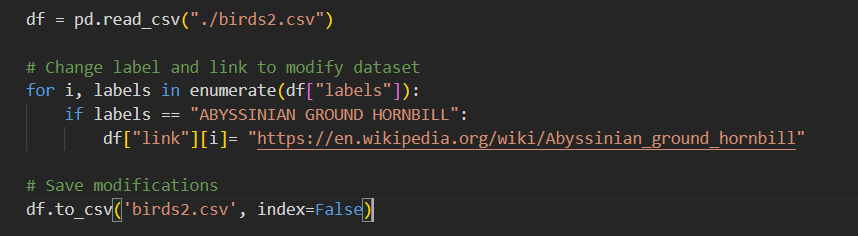 df = pd.read_csv("./birds2.csv")
# Change label and link to modify dataset
for i, labels in enumerate(df["labels"]):
    if labels == "ABYSSINIAN GROUND HORNBILL":
        df["link"][i]= "https://en.wikipedia.org/wiki/Abyssinian_ground_hornbill"
# Save modifications
df.to_csv('birds2.csv', index=False)